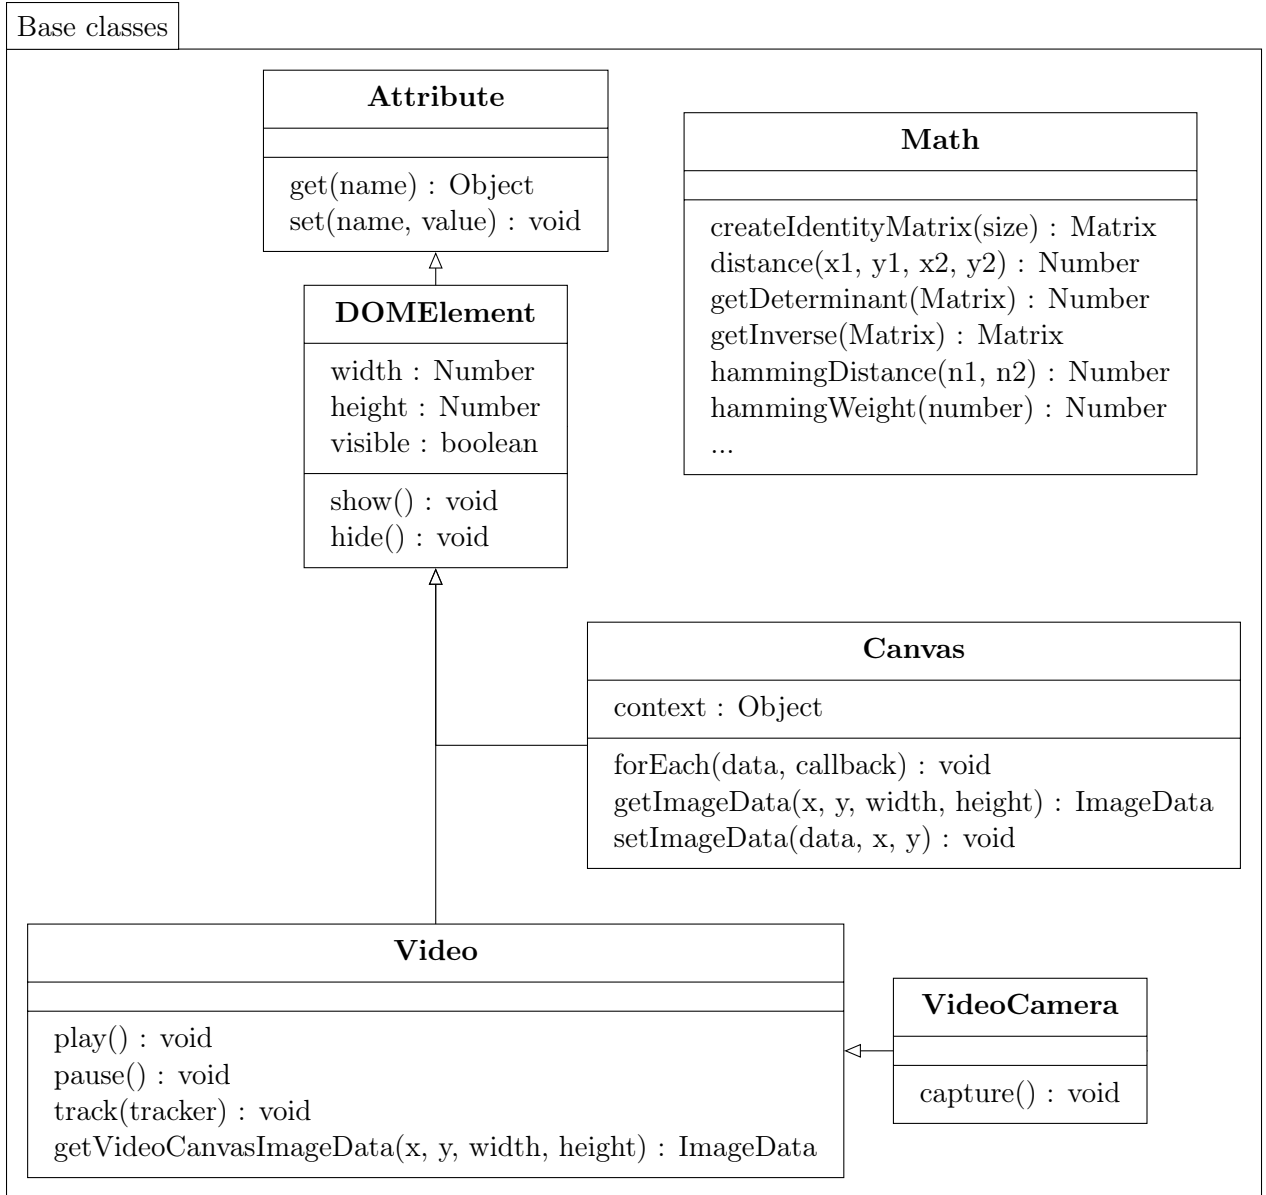 Base classes
Attribute
get(name) : Object
set(name, value) : void
Math
createIdentityMatrix(size) : Matrix
distance(x1, y1, x2, y2) : Number
getDeterminant(Matrix) : Number
getInverse(Matrix) : Matrix
hammingDistance(n1, n2) : Number
hammingWeight(number) : Number
...
DOMElement
width : Number
height : Number
visible : boolean
show() : void
hide() : void
Canvas
context : Object
forEach(data, callback) : void
getImageData(x, y, width, height) : ImageData
setImageData(data, x, y) : void
Video
play() : void
pause() : void
track(tracker) : void
getVideoCanvasImageData(x, y, width, height) : ImageData
VideoCamera
capture() : void